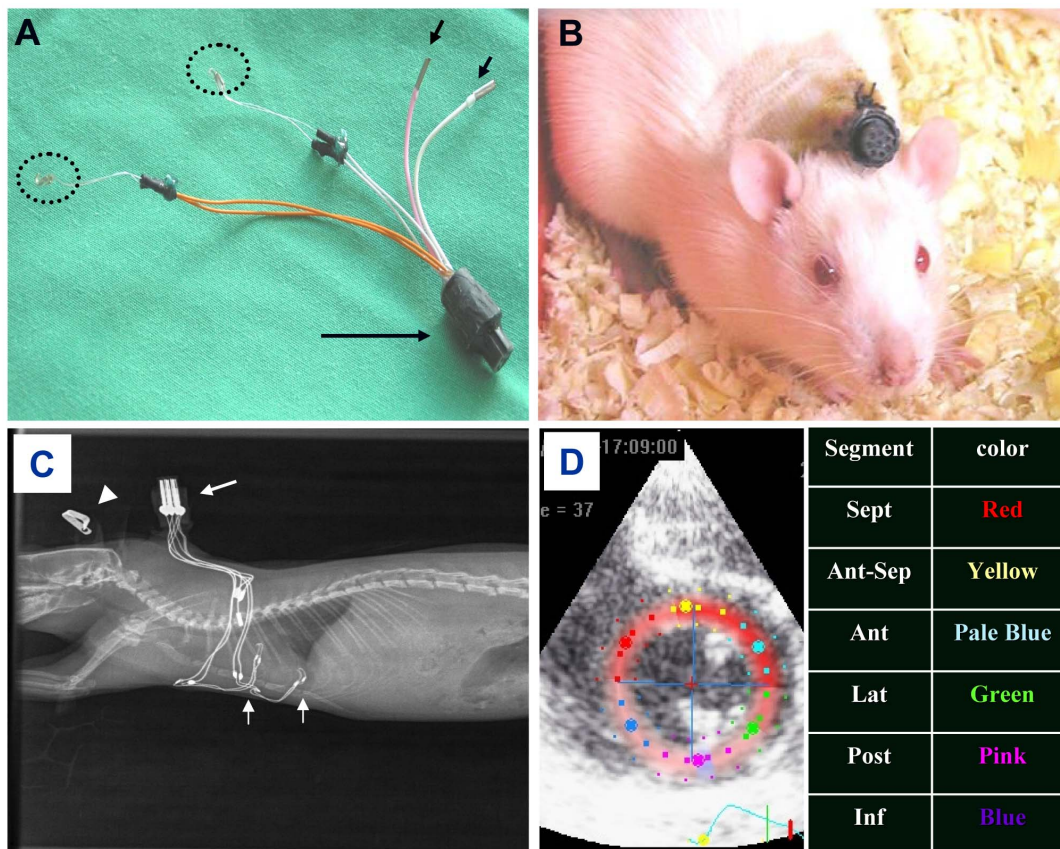 A
B
C
D
17:09:00
e = 37
Segment color
Sept Red
Ant-Sep Yellow
Ant Pale Blue
Lat Green
Post Pink
Inf Blue